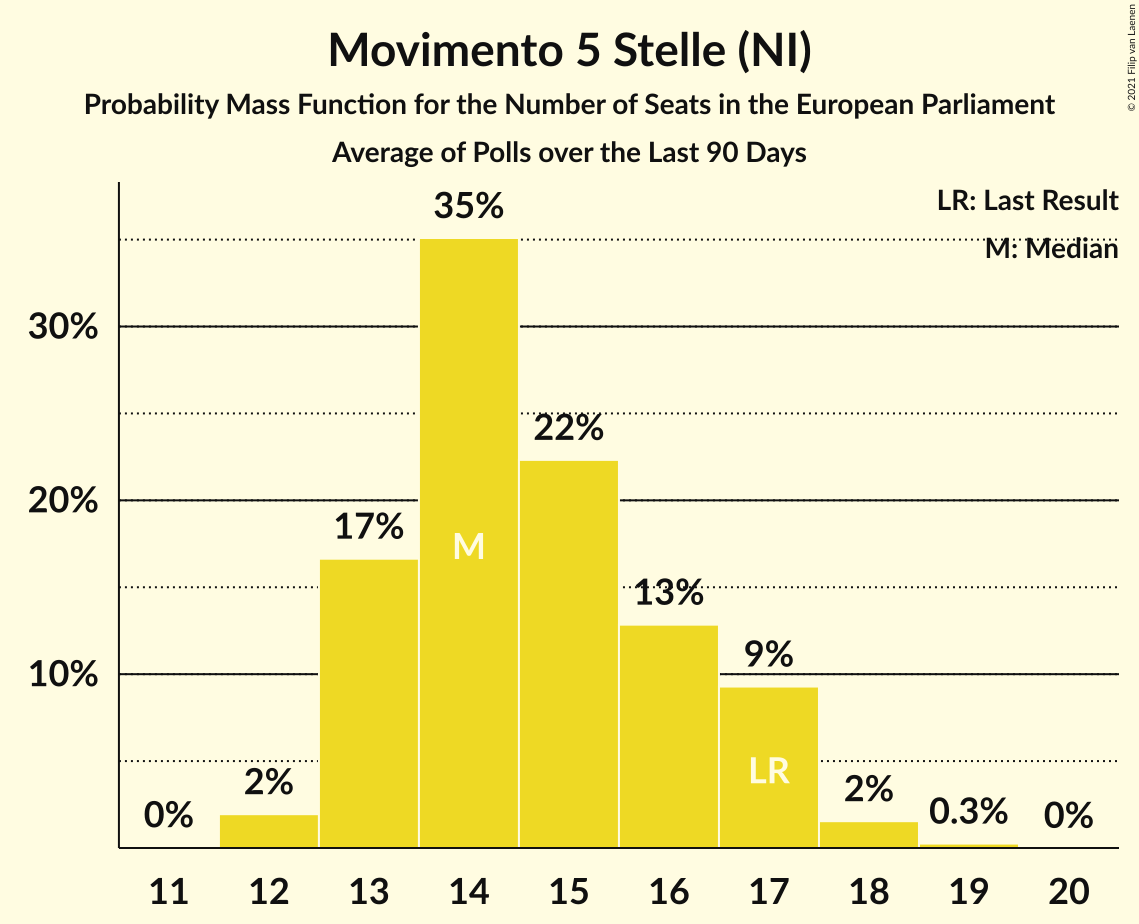 Movimento 5 Stelle (NI)
Probability Mass Function for the Number of Seats in the European Parliament
Average of Polls over the Last 90 Days
© 2021 Filip van Laenen
LR: Last Result
M: Median
35%
30%
22%
20%
17%
M
13%
10%
9%
LR
0%
2%
2%
0.3%
0%
11 12 13 14 15 16 17 18 19 20